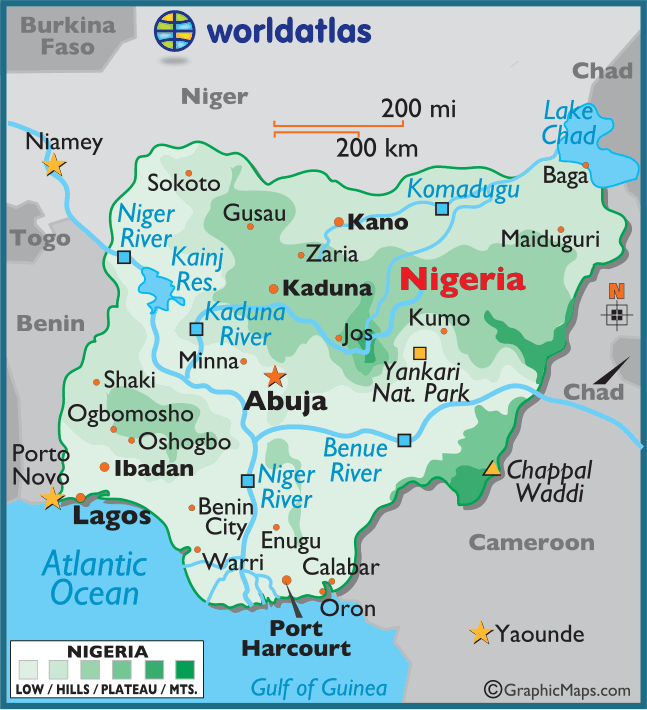 Burkina
Faso
worldatlas
Chad
Niger
200 mi
200 km
Lake
Chad
Niamey
Sokoto
Komadugu
Baga
Niger
River
Gusau
Kano
Togo
Kainj
Res.
Zaria
Maiduguri
Kaduna
Nigeria
N
Benin
Kaduna
River
Jos
Kumo
Minna
Yankari
Nat. Park
Shaki
Abuja
Chad
Ogbomosho
Oshogbo
Porto
Novo
Ibadan
Benue
River
Niger
River
Chappal
Waddi
Lagos
Benin
City
Enugu
Cameroon
Atlantic
Ocean
Warri
Calabar
Oron
Port
Harcourt
Yaounde
NIGERIA
LOW / HILLS / PLATEAU / MTS.
Gulf of Guinea
©GraphicMaps.com